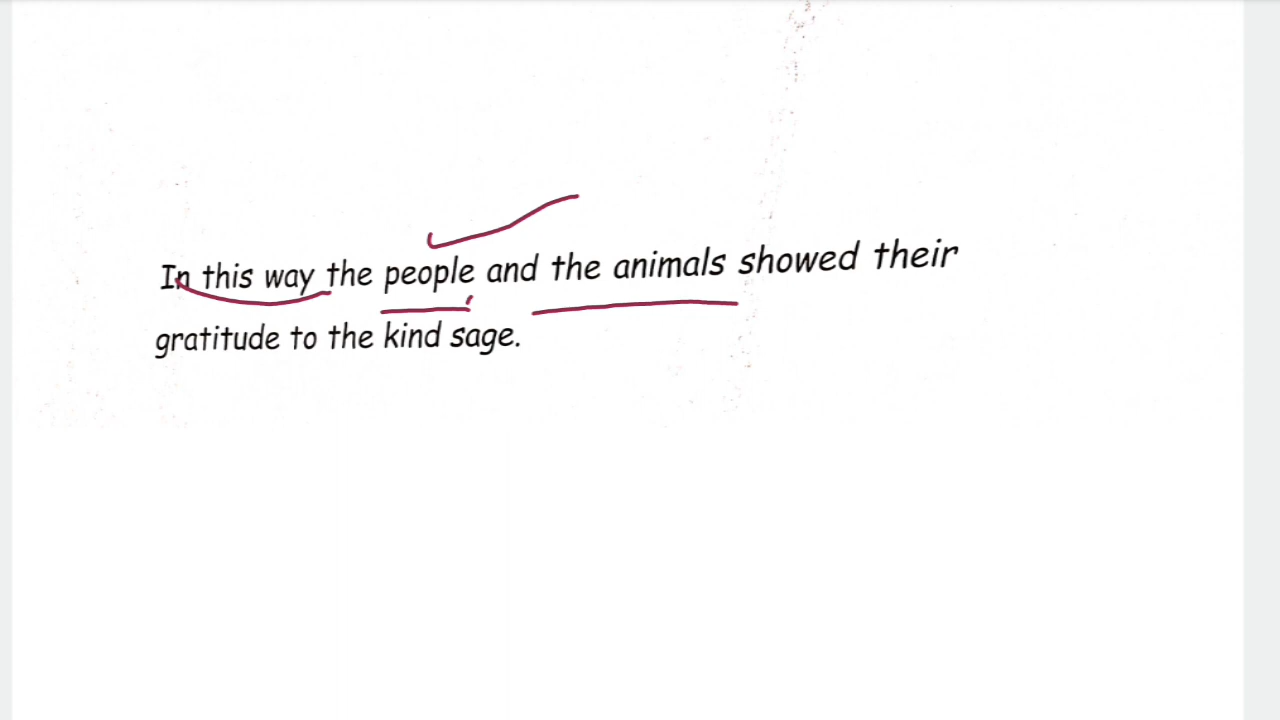 In this way the people and the animals showed their
gratitude to the kind sage.